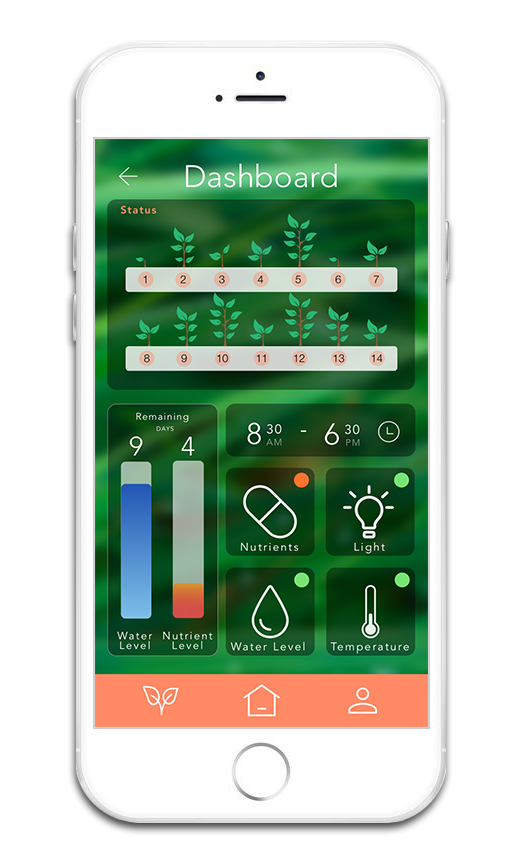 Dashboard
Status
1 2 3 4 5 6 7
8 9 10 11 12 13 14
Remaining
DAYS
9 4
Water Level
Nutrient Level
8 30 AM - 6 30 PM
Nutrients
Light
Water Level
Temperature